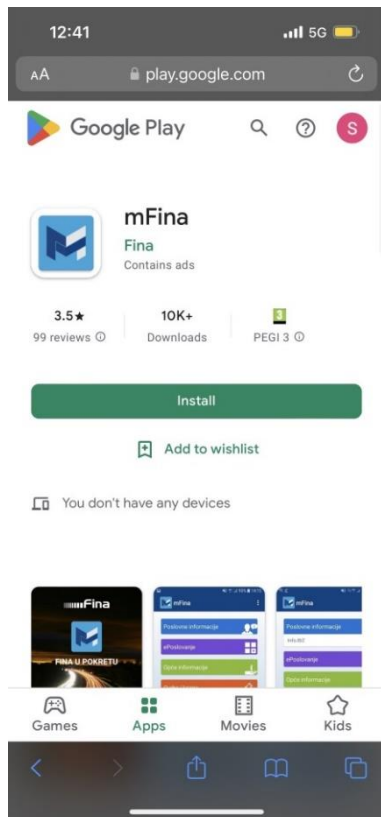 12:41
5G
AA
play.google.com
Google Play
S
mFina
Fina
Contains ads
3.5★
10K+
3
99 reviews
Downloads
PEGI 3
Install
Add to wishlist
You don't have any devices
Fina
FINA U POKRETU
mFina
Poslovne informacije
ePoslovanje
Opće informacije
mFina
Poslovne informacije
Info.BIZ
ePoslovanje
Opće informacije
Games
Apps
Movies
Kids